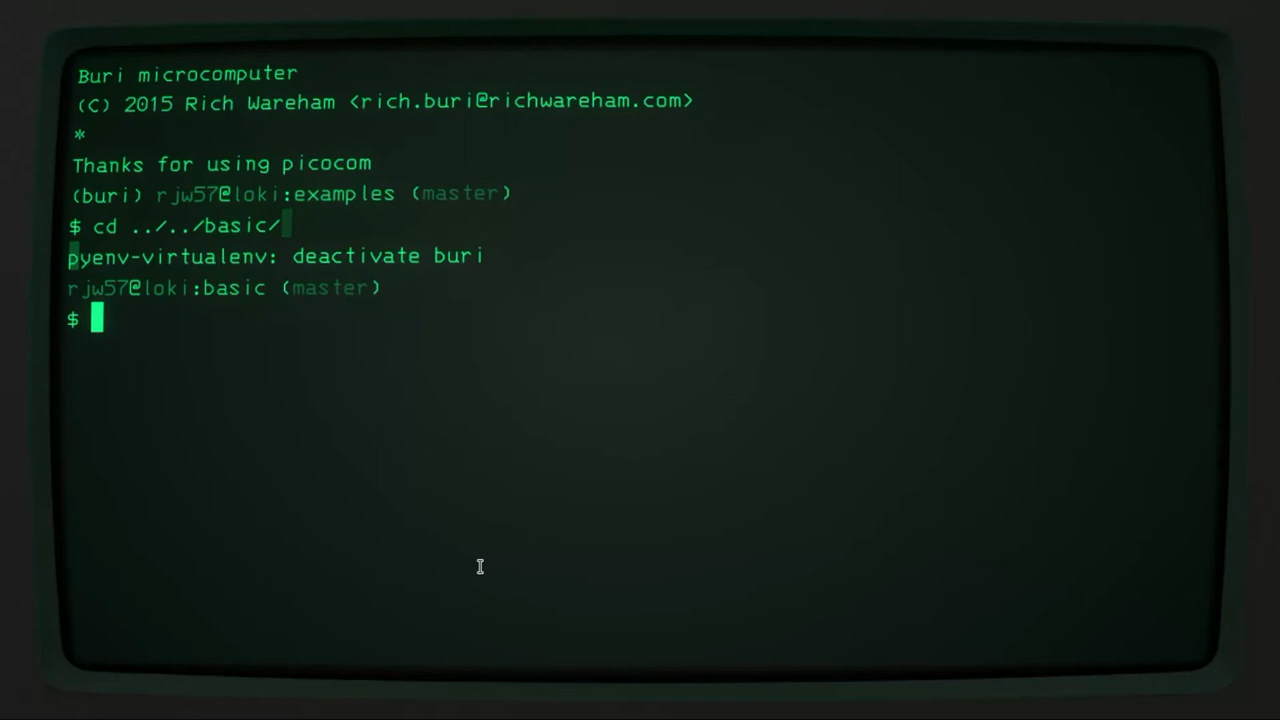 Buri microcomputer
(C) 2015 Rich Wareham <rich.buri@richwareham.com>
*
Thanks for using picocom
(buri) rjw57@loki:examples (master)
$ cd ../../basic/
pyenv-virtualenv: deactivate buri
rjw57@loki:basic (master)
$